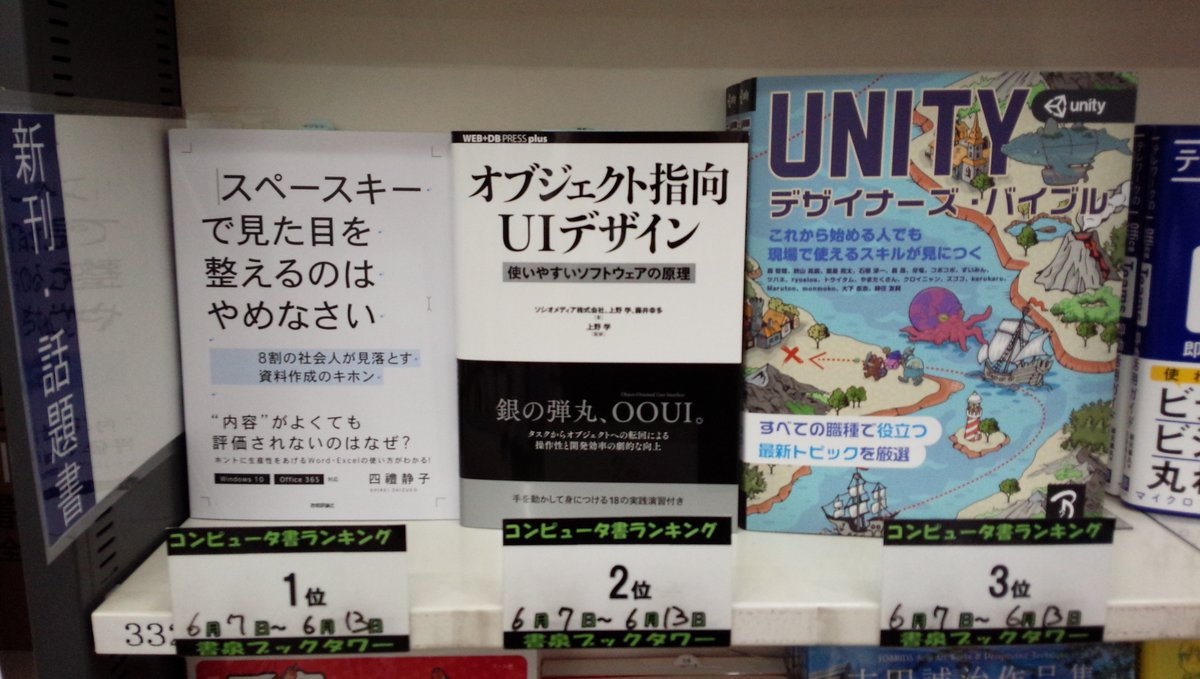 新刊・話題書
スペースキー
で見た目を
整えるのは
やめなさい
8割の社会人が見落とす
資料作成のキホン
“内容”がよくても
評価されないのはなぜ?
ホントに生産性をあげるWord・Excelの使い方がわかる!
Windows 10 Office 365 対応
四禮静子
SHIREI SHIZUKO
技術評論社
WEB+DB PRESS plus
オブジェクト指向
UIデザイン
使いやすいソフトウェアの原理
ソシオメディア株式会社、上野 学、藤井幸多
著
上野 学
監修
Object-Oriented User Interface
銀の弾丸、OOUI。
タスクからオブジェクトへの転回による
操作性と開発効率の劇的な向上
手を動かして身につける18の実践演習付き
unity
UNITY
デザイナーズ・バイブル
これから始める人でも
現場で使えるスキルが見につく
すべての職種で役立つ
最新トピックを厳選
コンピュータ書ランキング
1位
6月7日~6月13日
書泉ブックタワー
コンピュータ書ランキング
2位
6月7日~6月13日
書泉ブックタワー
コンピュータ書ランキング
3位
6月7日~6月13日
書泉ブックタワー